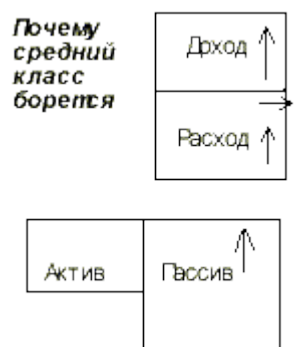 Почему
средний
класс
борется
Доход
Расход
Актив
Пассив